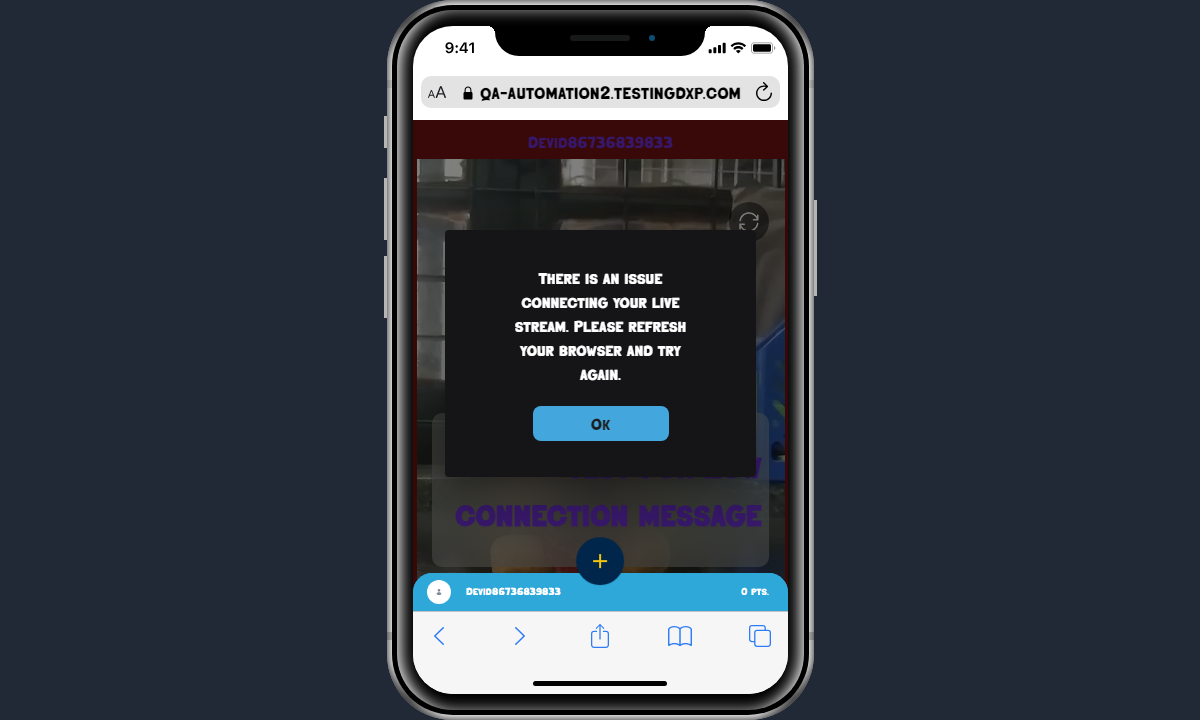 9:41
AA
QA-AUTOMATION2.TESTINGDXP.COM
Devid86736839833
There is an issue
connecting your live
stream. Please refresh
your browser and try
again.
Ok
CONNECTION MESSAGE
Devid86736839833
0 PTS.